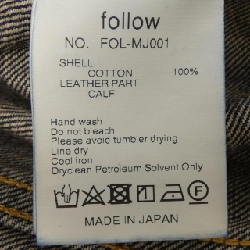 follow
NO. FOL-MJ001
SHELL
COTTON 100%
LEATHER PART
CALF
Hand wash
Do not bleach
Please avoid tumbler drying
Line dry
Cool iron
Dryclean Petroleum Solvent Only
MADE IN JAPAN